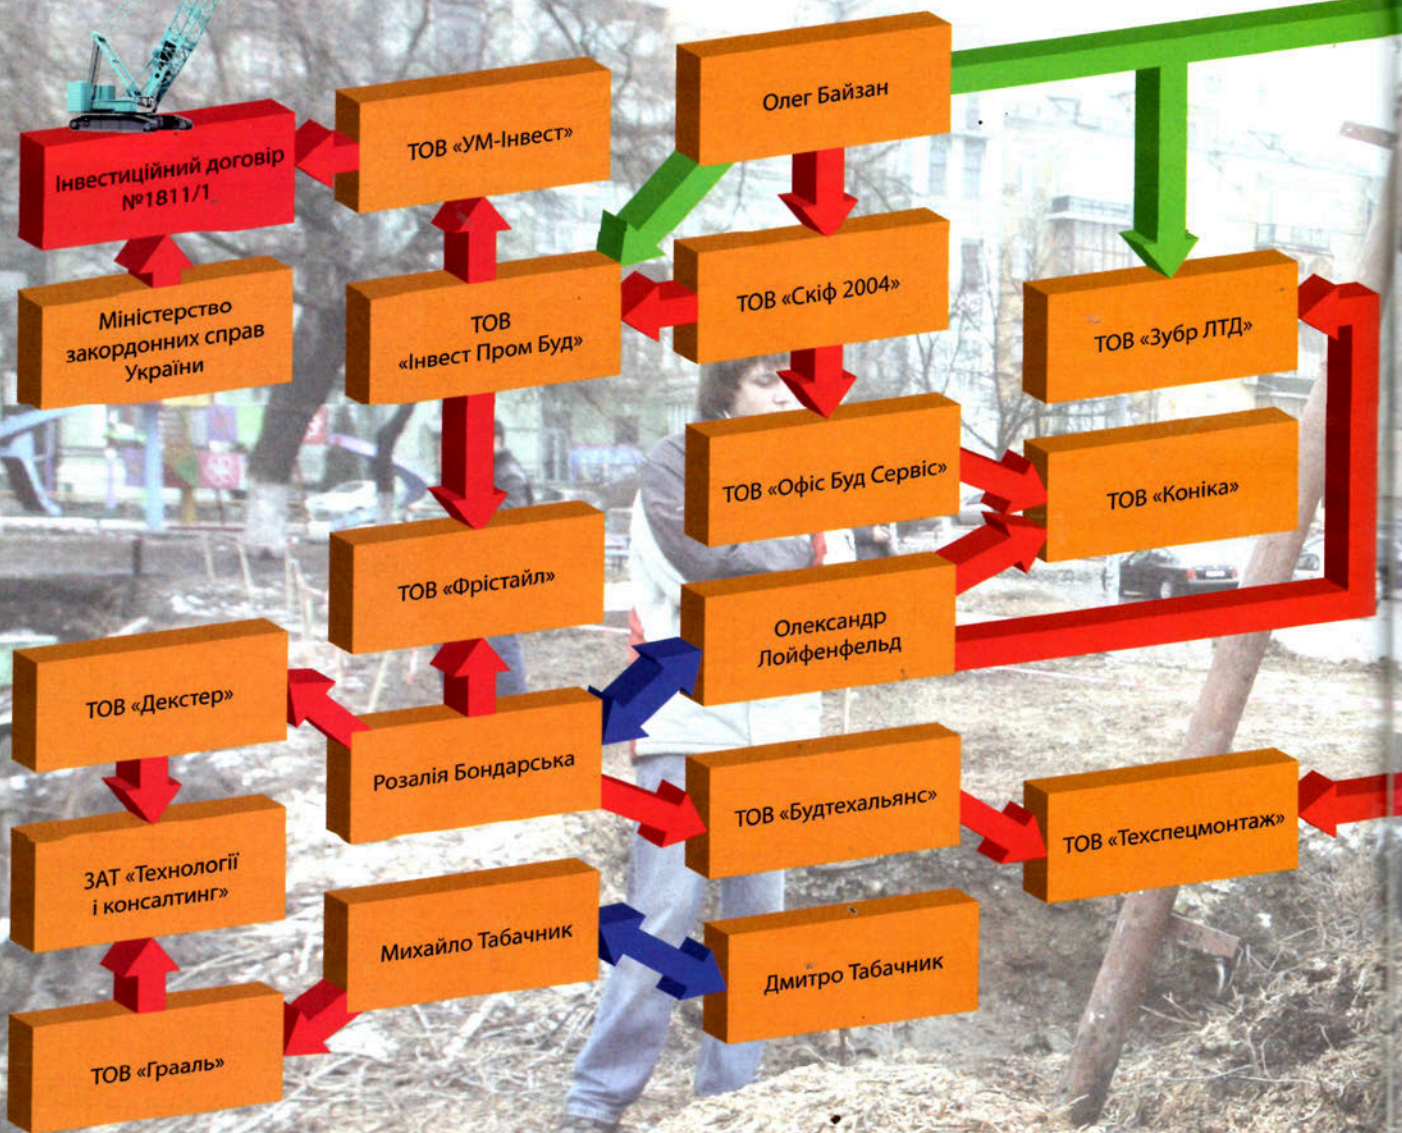 Олег Байзан
ТОВ «УМ-Інвест»
Інвестиційний договір
№1811/1
ТОВ «Скіф 2004»
Міністерство
закордонних справ
України
ТОВ
«Інвест Пром Буд»
ТОВ «Зубр ЛТД»
ТОВ «Офіс Буд Сервіс»
ТОВ «Коніка»
ТОВ «Фрістайл»
Олександр
Лойфенфельд
ТОВ «Декстер»
Розалія Бондарська
ТОВ «Будтехальянс»
ТОВ «Техспецмонтаж»
ЗАТ «Технології
і консалтинг»
Михайло Табачник
Дмитро Табачник
ТОВ «Грааль»